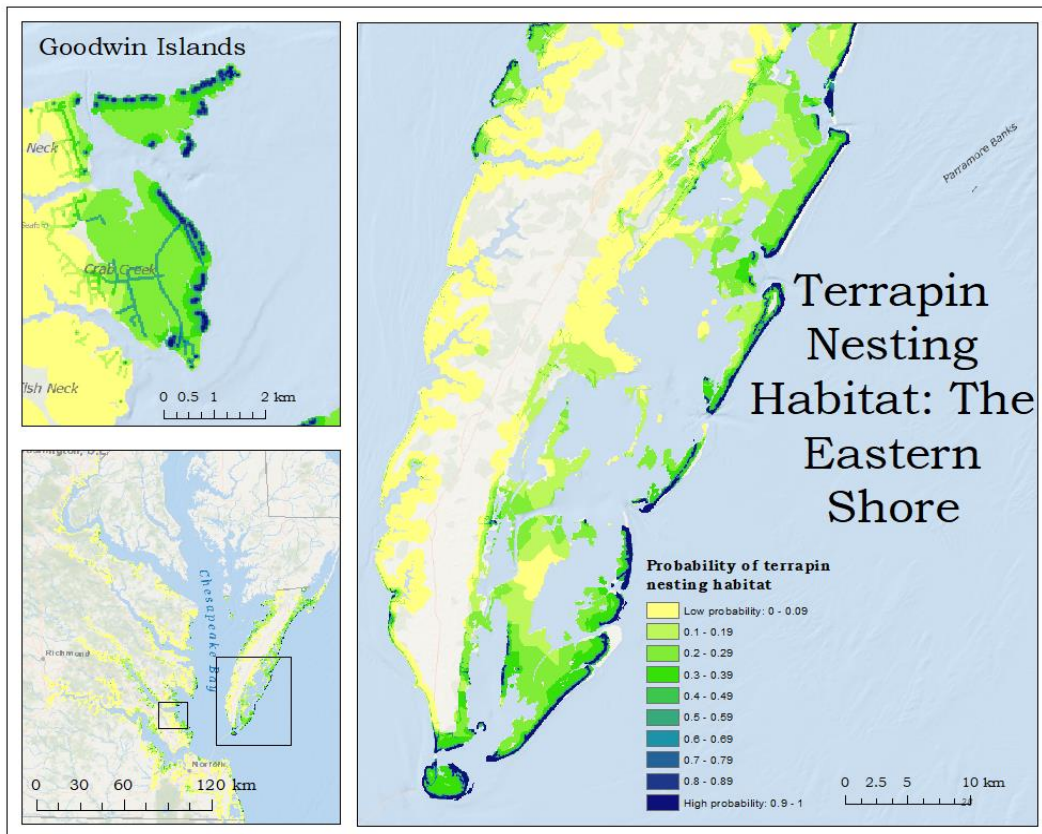 Goodwin Islands
Neck
Crab Creek
ish Neck
0 0.5 1 2 km
Chesapeake Bay
Richmond
Norfolk
0 30 60 120 km
Parramore Banks
Terrapin
Nesting
Habitat: The
Eastern
Shore
Probability of terrapin
nesting habitat
Low probability: 0 - 0.09
0.1 - 0.19
0.2 - 0.29
0.3 - 0.39
0.4 - 0.49
0.5 - 0.59
0.6 - 0.69
0.7 - 0.79
0.8 - 0.89
High probability: 0.9 - 1
0 2.5 5 10 km